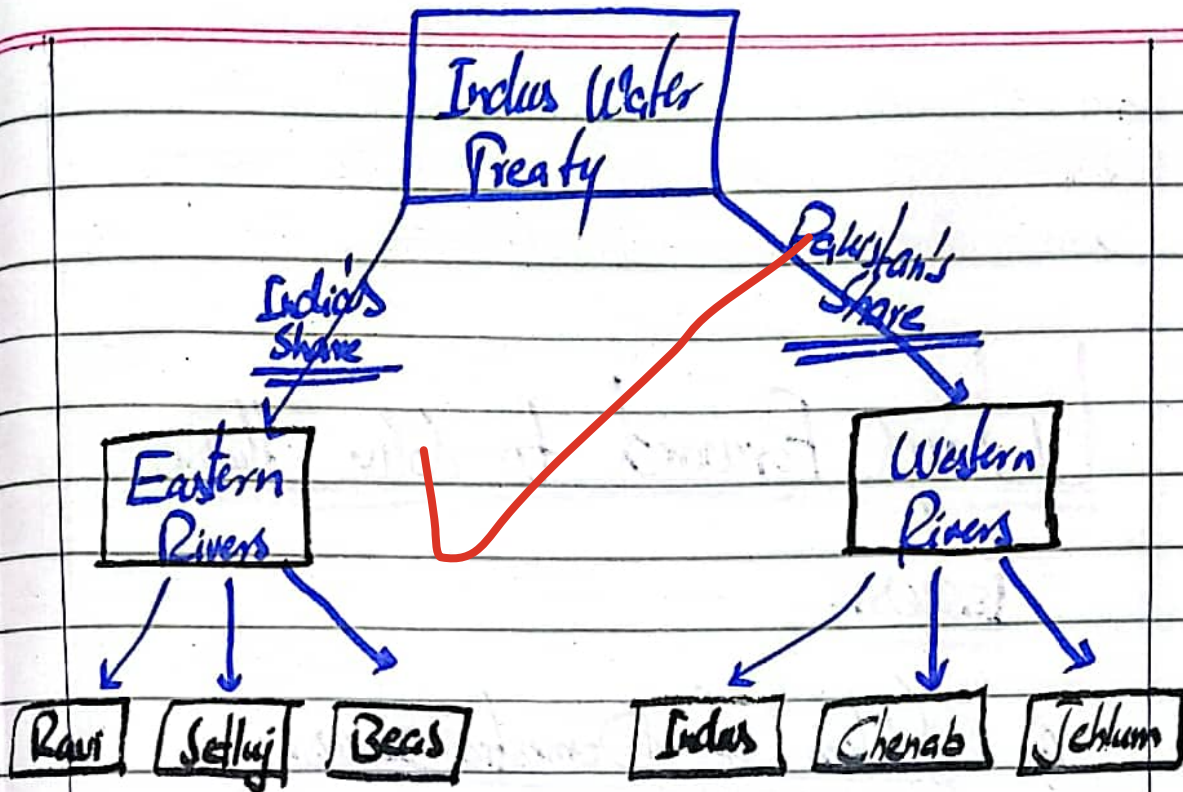 Indus Water
Treaty
India's
Share
Pakistan's
Share
Eastern
Rivers
Western
Rivers
Ravi
Setluj
Beas
Indus
Chenab
Jehlum